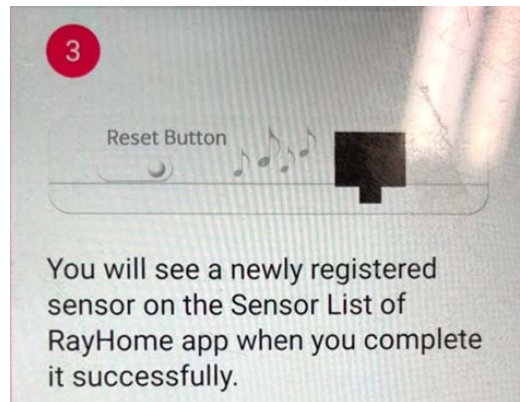 3
Reset Button
You will see a newly registered
sensor on the Sensor List of
RayHome app when you complete
it successfully.